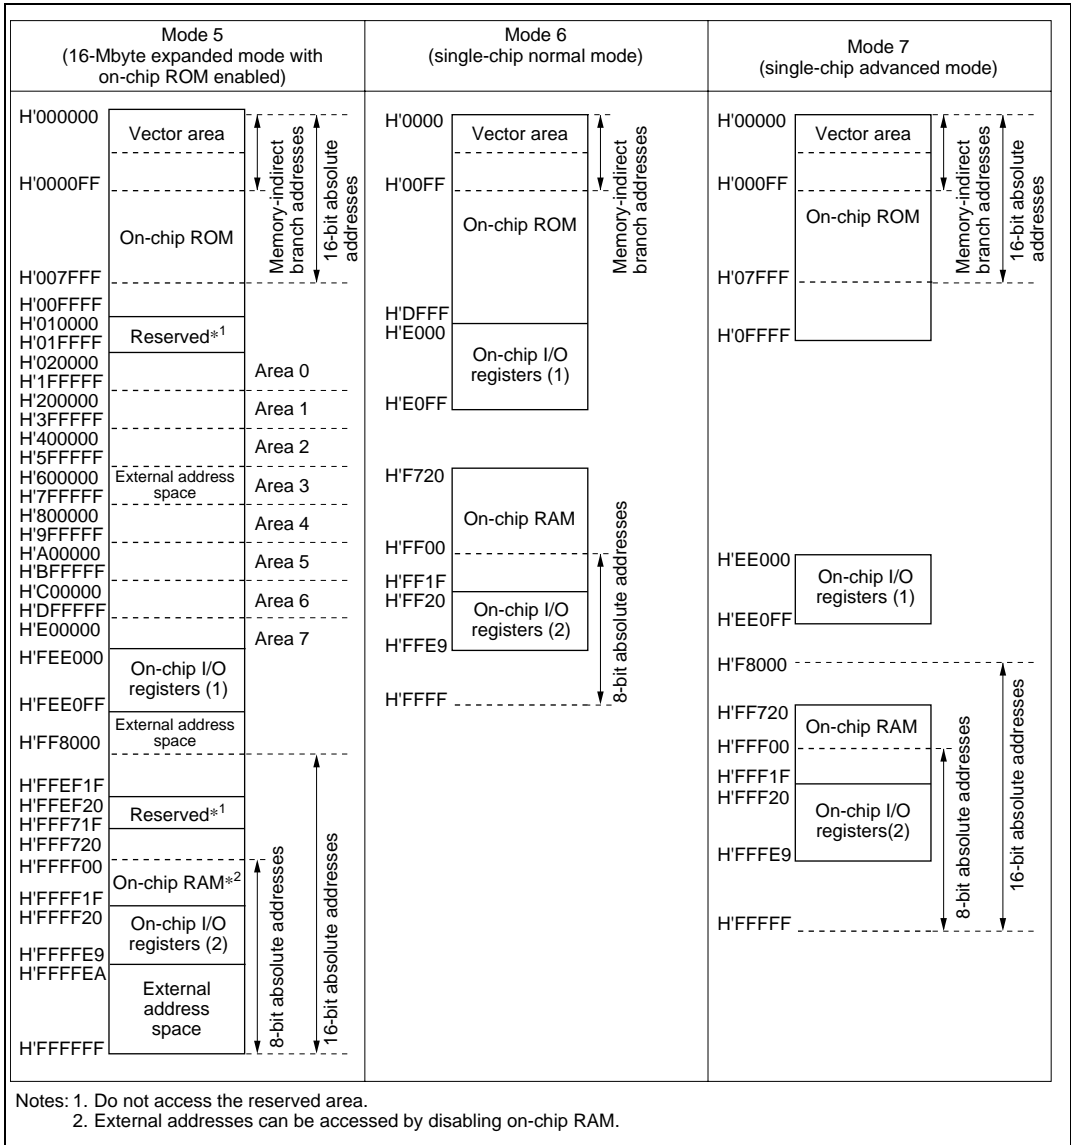 Mode 5
(16-Mbyte expanded mode with
on-chip ROM enabled)
H'000000
Vector area
H'0000FF
On-chip ROM
H'007FFF
H'00FFFF
H'010000
Reserved*1
H'01FFFF
H'020000
Area 0
H'1FFFFF
H'200000
Area 1
H'3FFFFF
H'400000
Area 2
H'5FFFFF
H'600000
External address
space
Area 3
H'7FFFFF
H'800000
Area 4
H'9FFFFF
H'A00000
Area 5
H'BFFFFF
H'C00000
Area 6
H'DFFFFF
H'E00000
Area 7
H'FEE000
On-chip I/O
registers (1)
H'FEE0FF
External address
space
H'FF8000
H'FFEF1F
H'FFEF20
Reserved*1
H'FFF71F
H'FFF720
H'FFFF00
On-chip RAM*2
H'FFFF1F
H'FFFF20
On-chip I/O
registers (2)
H'FFFFE9
H'FFFFEA
External
address
space
H'FFFFFF
Memory-indirect
branch addresses
16-bit absolute
addresses
8-bit absolute addresses
16-bit absolute addresses
Mode 6
(single-chip normal mode)
H'0000
Vector area
H'00FF
On-chip ROM
H'DFFF
H'E000
On-chip I/O
registers (1)
H'E0FF
H'F720
On-chip RAM
H'FF00
H'FF1F
H'FF20
On-chip I/O
registers (2)
H'FFE9
H'FFFF
Memory-indirect
branch addresses
8-bit absolute addresses
Mode 7
(single-chip advanced mode)
H'00000
Vector area
H'000FF
On-chip ROM
H'07FFF
H'0FFFF
H'EE000
On-chip I/O
registers (1)
H'EE0FF
H'F8000
H'FF720
On-chip RAM
H'FFF00
H'FFF1F
H'FFF20
On-chip I/O
registers(2)
H'FFFE9
H'FFFFF
Memory-indirect
branch addresses
16-bit absolute
addresses
8-bit absolute addresses
16-bit absolute addresses
Notes: 1. Do not access the reserved area.
2. External addresses can be accessed by disabling on-chip RAM.